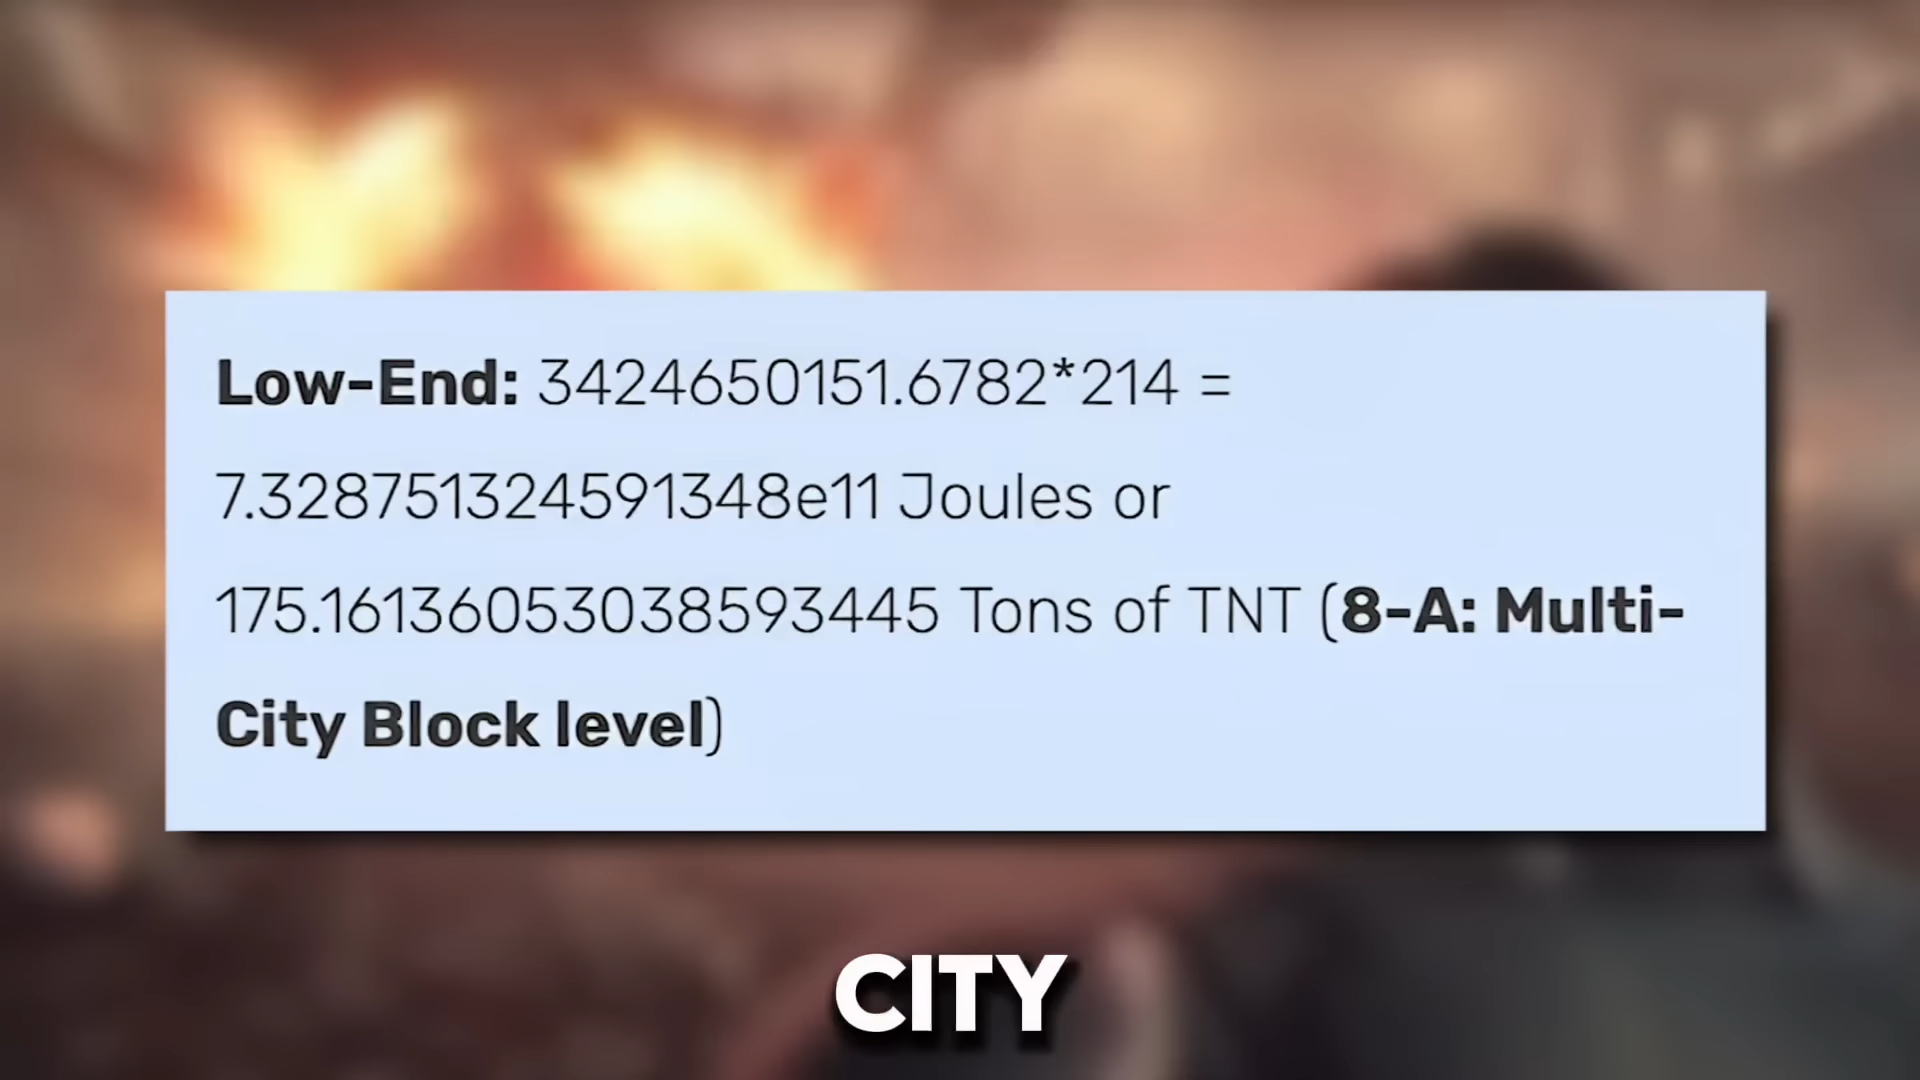 Low-End: 3424650151.6782*214 =
7.328751324591348e11 Joules or
175.16136053038593445 Tons of TNT (8-A: Multi-
City Block level)
CITY